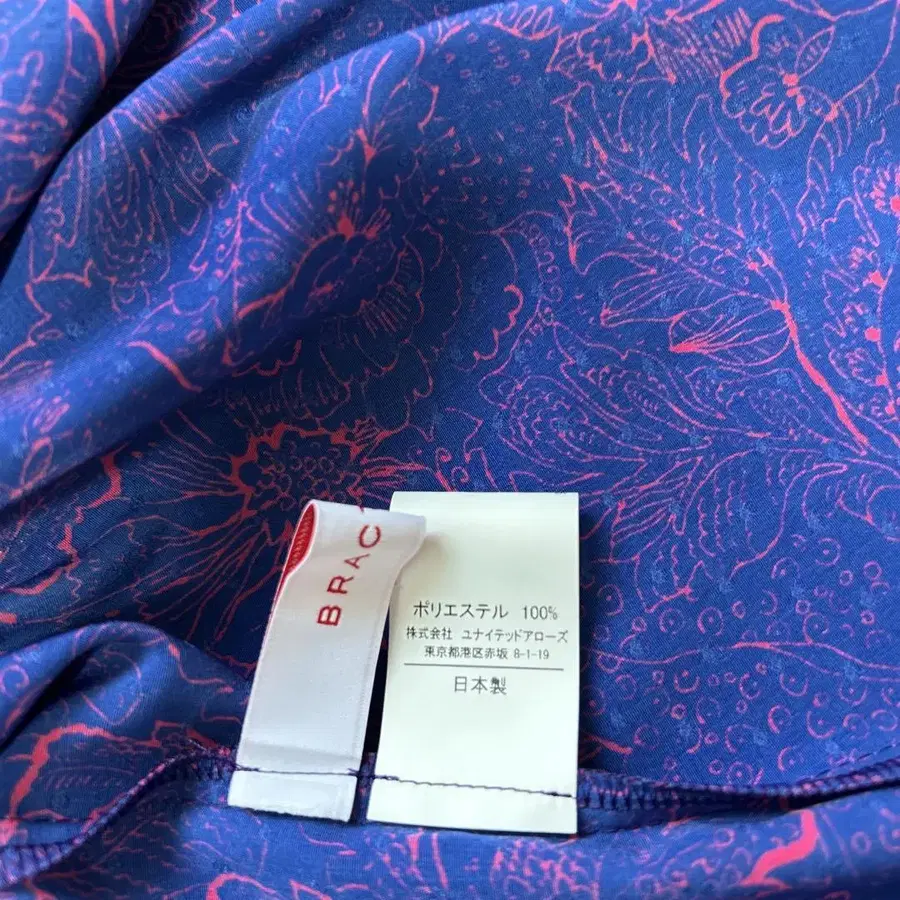 BRAC
ポリエステル 100%
株式会社 ユナイテッドアローズ
東京都港区赤坂 8-1-19
日本製